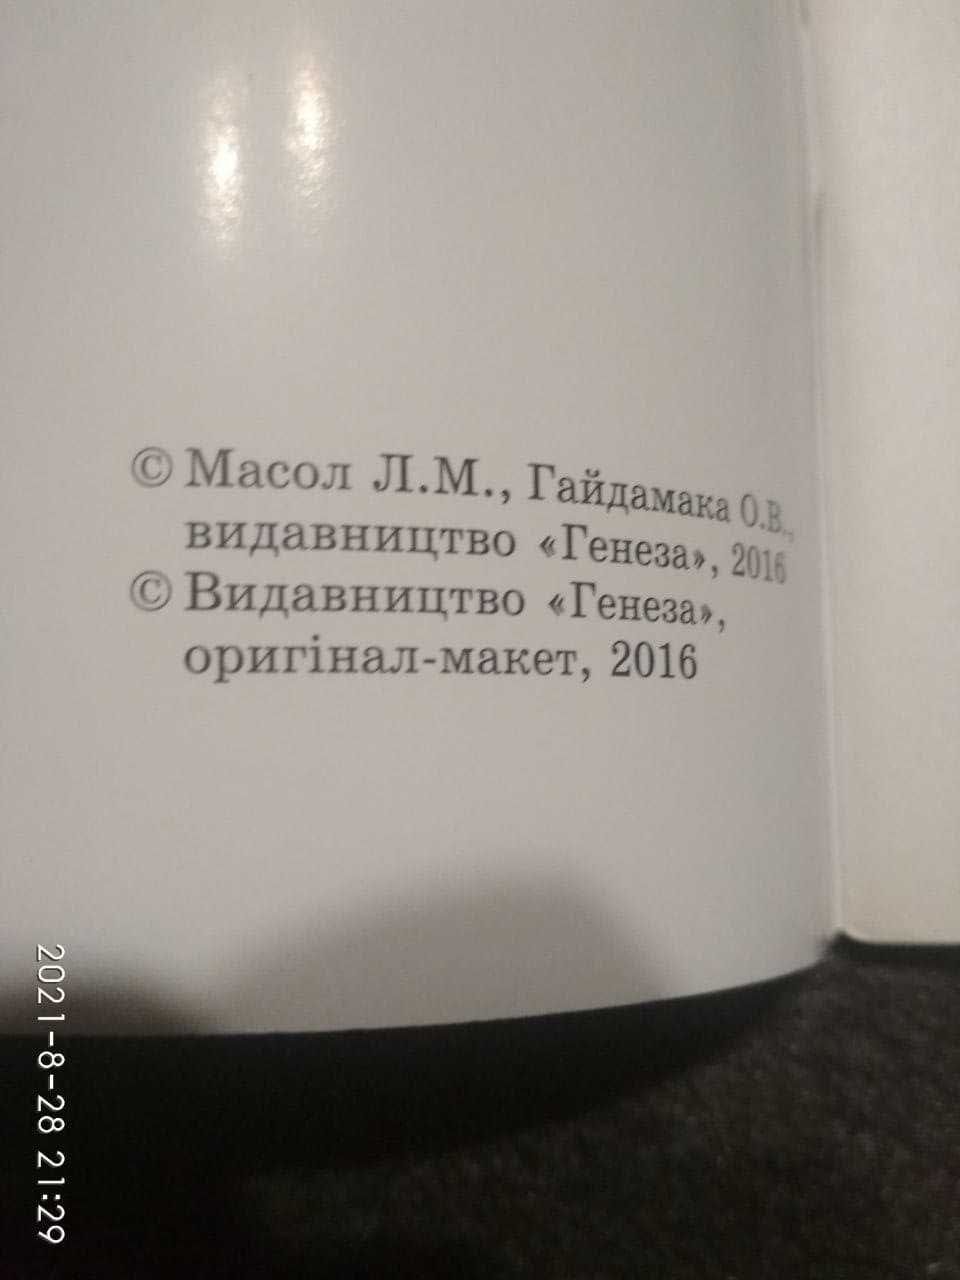 © Масол Л.М., Гайдамака О.В.,
видавництво «Генеза», 2016
© Видавництво «Генеза»,
оригінал-макет, 2016
2021-8-28 21:29